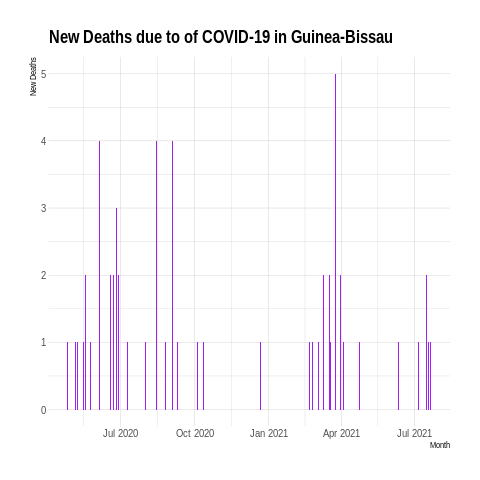 New Deaths due to of COVID-19 in Guinea-Bissau
New Deaths
5
4
3
2
1
0
Jul 2020
Oct 2020
Jan 2021
Apr 2021
Jul 2021
Month